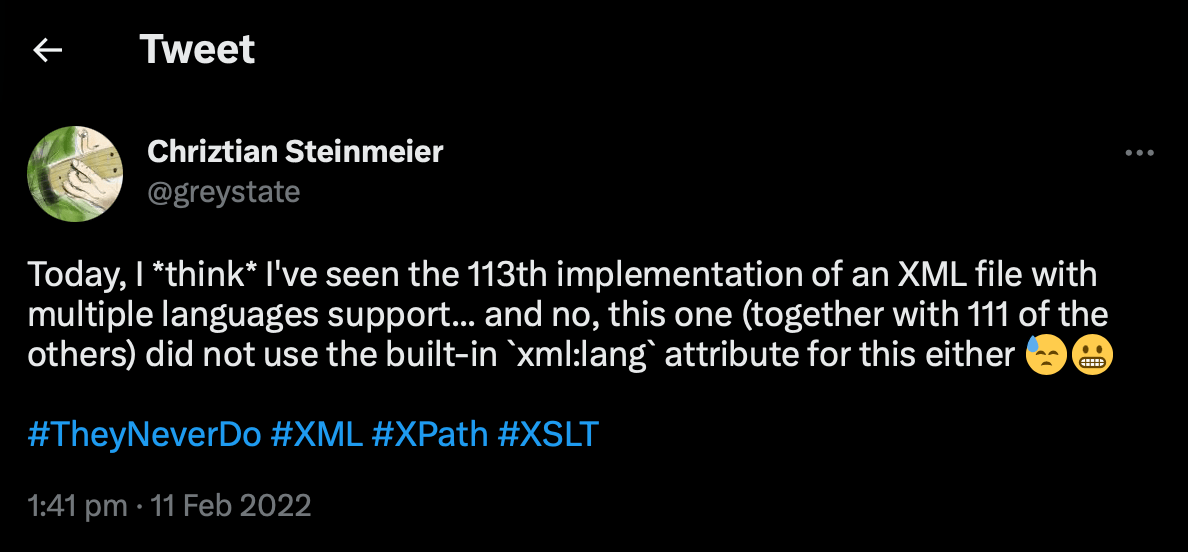 Tweet
Chriztian Steinmeier
@greystate
Today, I *think* I've seen the 113th implementation of an XML file with
multiple languages support... and no, this one (together with 111 of the
others) did not use the built-in `xml:lang` attribute for this either 😓😬
#TheyNeverDo #XML #XPath #XSLT
1:41 pm · 11 Feb 2022